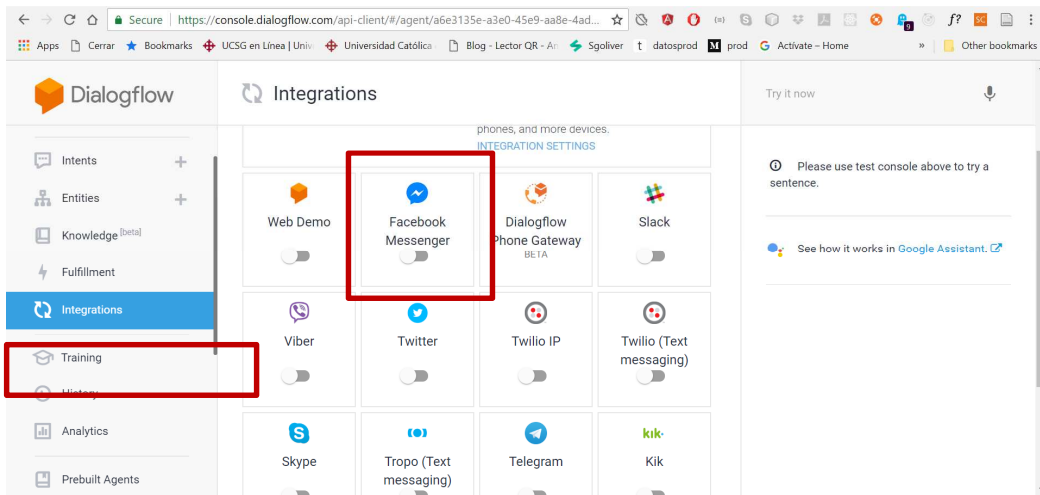 Secure | https://console.dialogflow.com/api-client/#/agent/a6e3135e-a3e0-45e9-aa8e-4ad...
f?
SC
9
Apps Cerrar Bookmarks UCSG en Línea | Univ Universidad Católica Blog - Lector QR - An Sgoliver t datosprod M prod G Activate – Home » Other bookmarks
Dialogflow
Integrations
Try it now
Intents +
Entities +
Knowledge [beta]
Fulfillment
Integrations
Training
History
Analytics
Prebuilt Agents
phones, and more devices.
INTEGRATION SETTINGS
Web Demo
Facebook
Messenger
Dialogflow
Phone Gateway
BETA
Slack
Viber
Twitter
Twilio IP
Twilio (Text
messaging)
Skype
Tropo (Text
messaging)
Telegram
kik
Kik
Please use test console above to try a
sentence.
See how it works in Google Assistant.